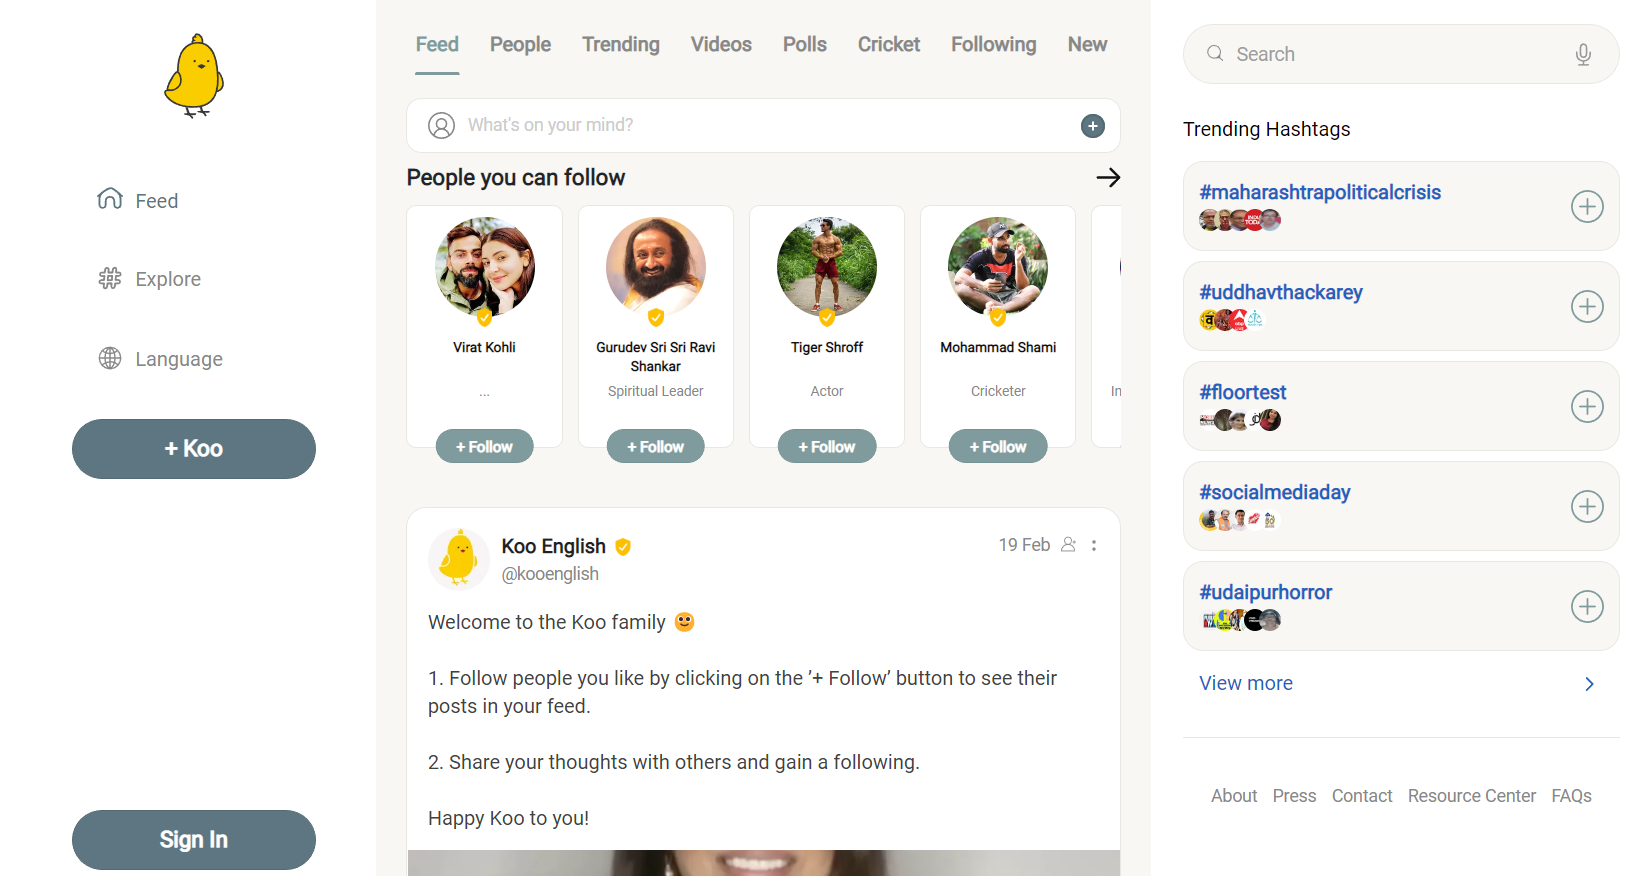 Feed
Explore
Language
+ Koo
Sign In
Feed People Trending Videos Polls Cricket Following New
What's on your mind?
People you can follow
Virat Kohli
...
+ Follow
Gurudev Sri Sri Ravi
Shankar
Spiritual Leader
+ Follow
Tiger Shroff
Actor
+ Follow
Mohammad Shami
Cricketer
+ Follow
In
Koo English
@kooenglish
19 Feb
Welcome to the Koo family
1. Follow people you like by clicking on the '+ Follow' button to see their
posts in your feed.
2. Share your thoughts with others and gain a following.
Happy Koo to you!
Search
Trending Hashtags
#maharashtrapoliticalcrisis
#uddhavthackarey
#floortest
#socialmediaday
#udaipurhorror
View more
About Press Contact Resource Center FAQs